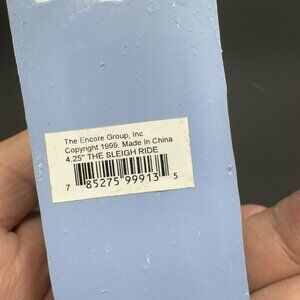 The Encore Group, Inc.
Copyright 1999, Made In China
4.25" THE SLEIGH RIDE
7 85275 99913 5